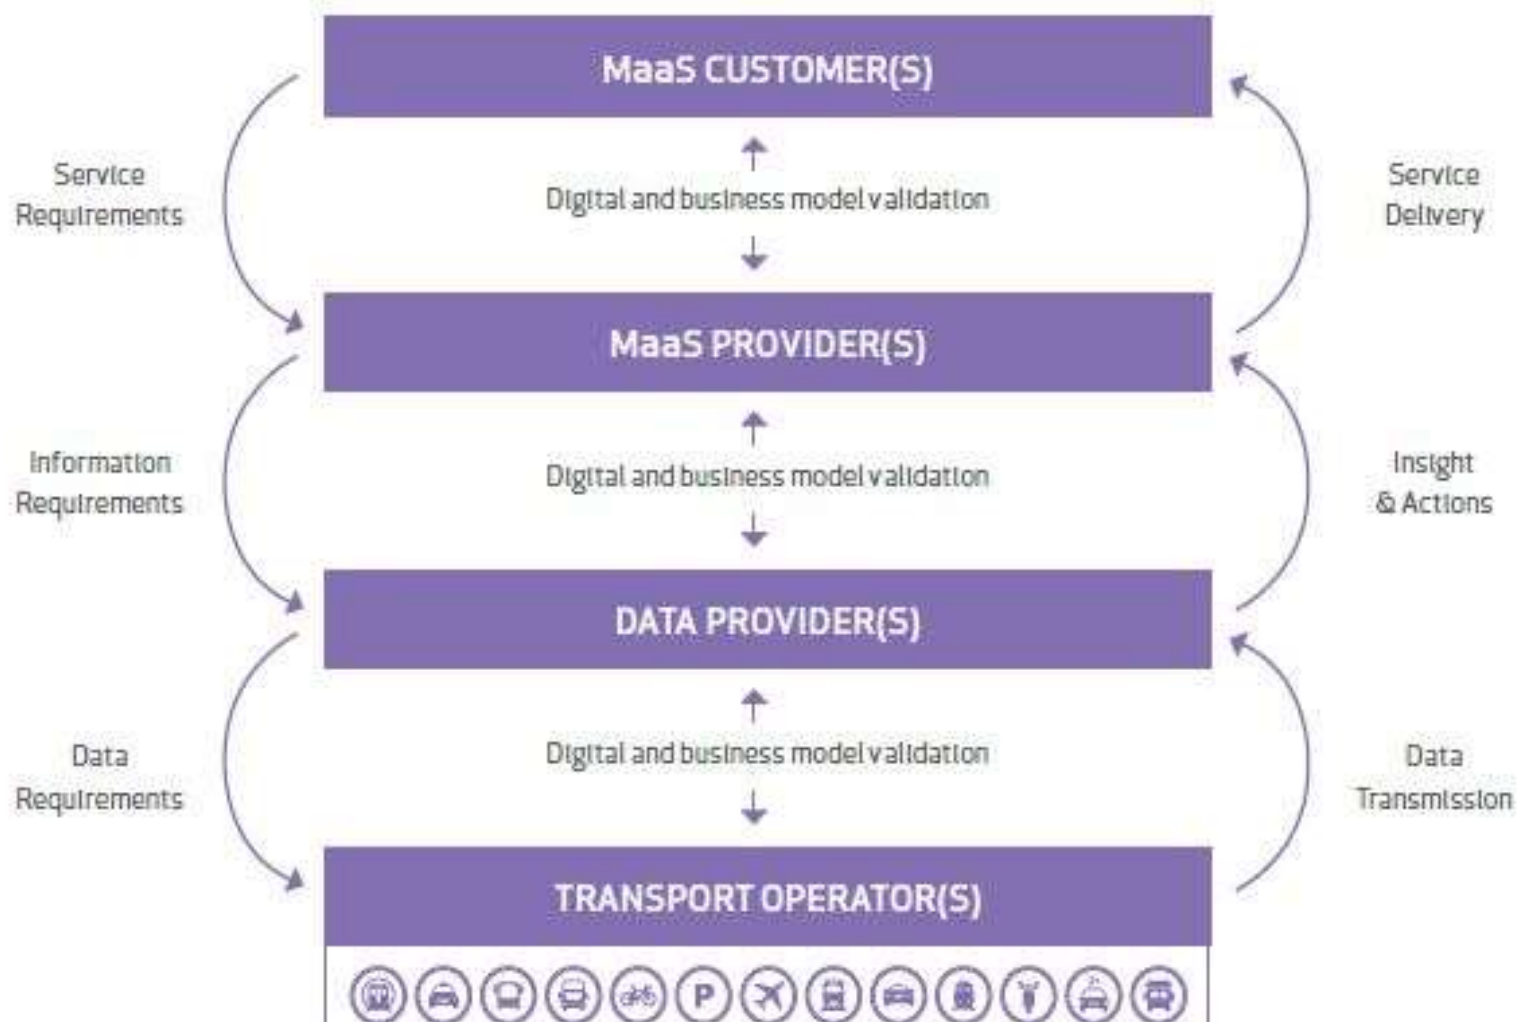 MaaS CUSTOMER(S)
Service
Requirements
Digital and business model validation
Service
Delivery
MaaS PROVIDER(S)
Information
Requirements
Digital and business model validation
Insight
& Actions
DATA PROVIDER(S)
Data
Requirements
Digital and business model validation
Data
Transmission
TRANSPORT OPERATOR(S)
P